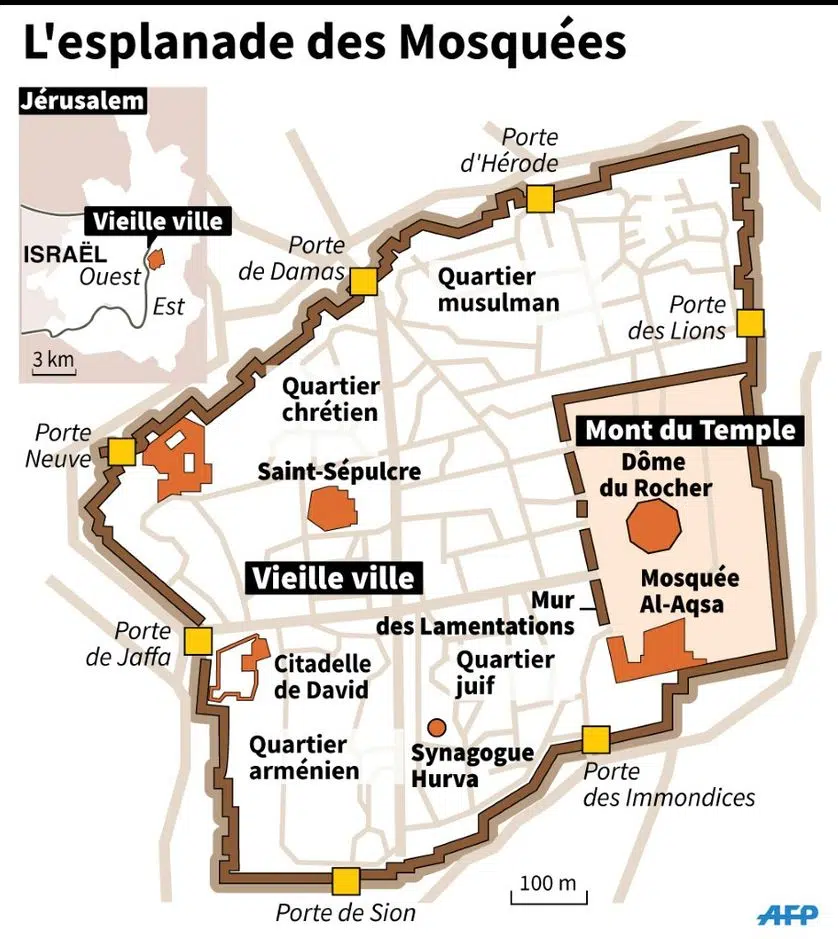 L'esplanade des Mosquées
Jérusalem
Vieille ville
ISRAËL
Ouest
Est
3 km
Porte
d'Hérode
Porte
de Damas
Quartier
musulman
Porte
des Lions
Quartier
chrétien
Porte
Neuve
Mont du Temple
Saint-Sépulcre
Dôme
du Rocher
Vieille ville
Mosquée
Al-Aqsa
Mur
des Lamentations
Porte
de Jaffa
Citadelle
de David
Quartier
juif
Quartier
arménien
Synagogue
Hurva
Porte
des Immondices
100 m
Porte de Sion
AFP